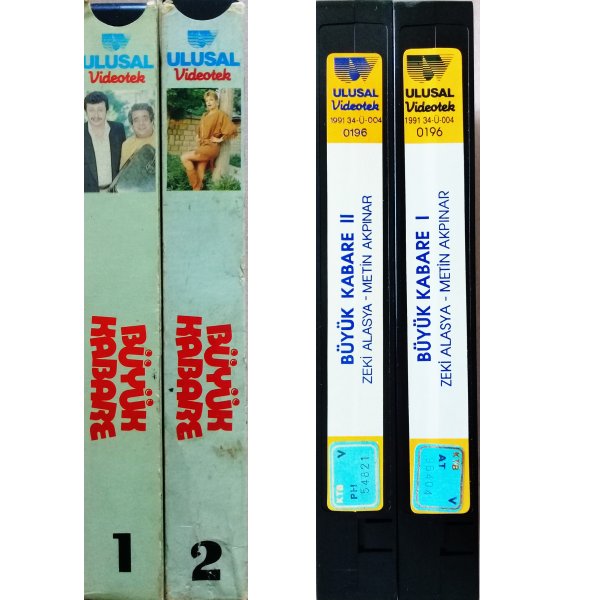 ULUSAL
Videotek
BÜYÜK
KABARE
1
ULUSAL
Videotek
BÜYÜK
KABARE
2
ULUSAL
Videotek
1991 34-Ü-004
0196
BÜYÜK KABARE II
ZEKİ ALASYA - METİN AKPINAR
KTB
PH
54821
V
ULUSAL
Videotek
1991 34-Ü-004
0196
BÜYÜK KABARE I
ZEKİ ALASYA - METİN AKPINAR
KTB
AT
V